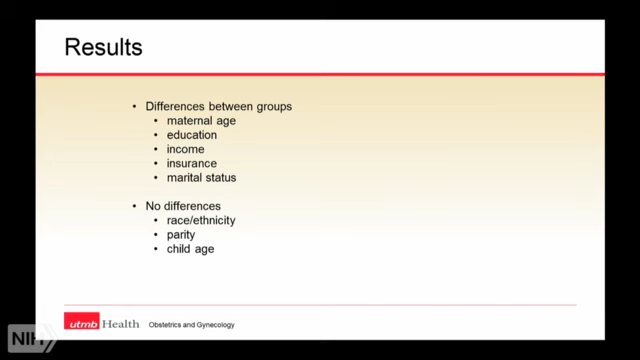 Results
• Differences between groups
• maternal age
• education
• income
• insurance
• marital status
• No differences
• race/ethnicity
• parity
• child age
utmb Health Obstetrics and Gynecology
NIH